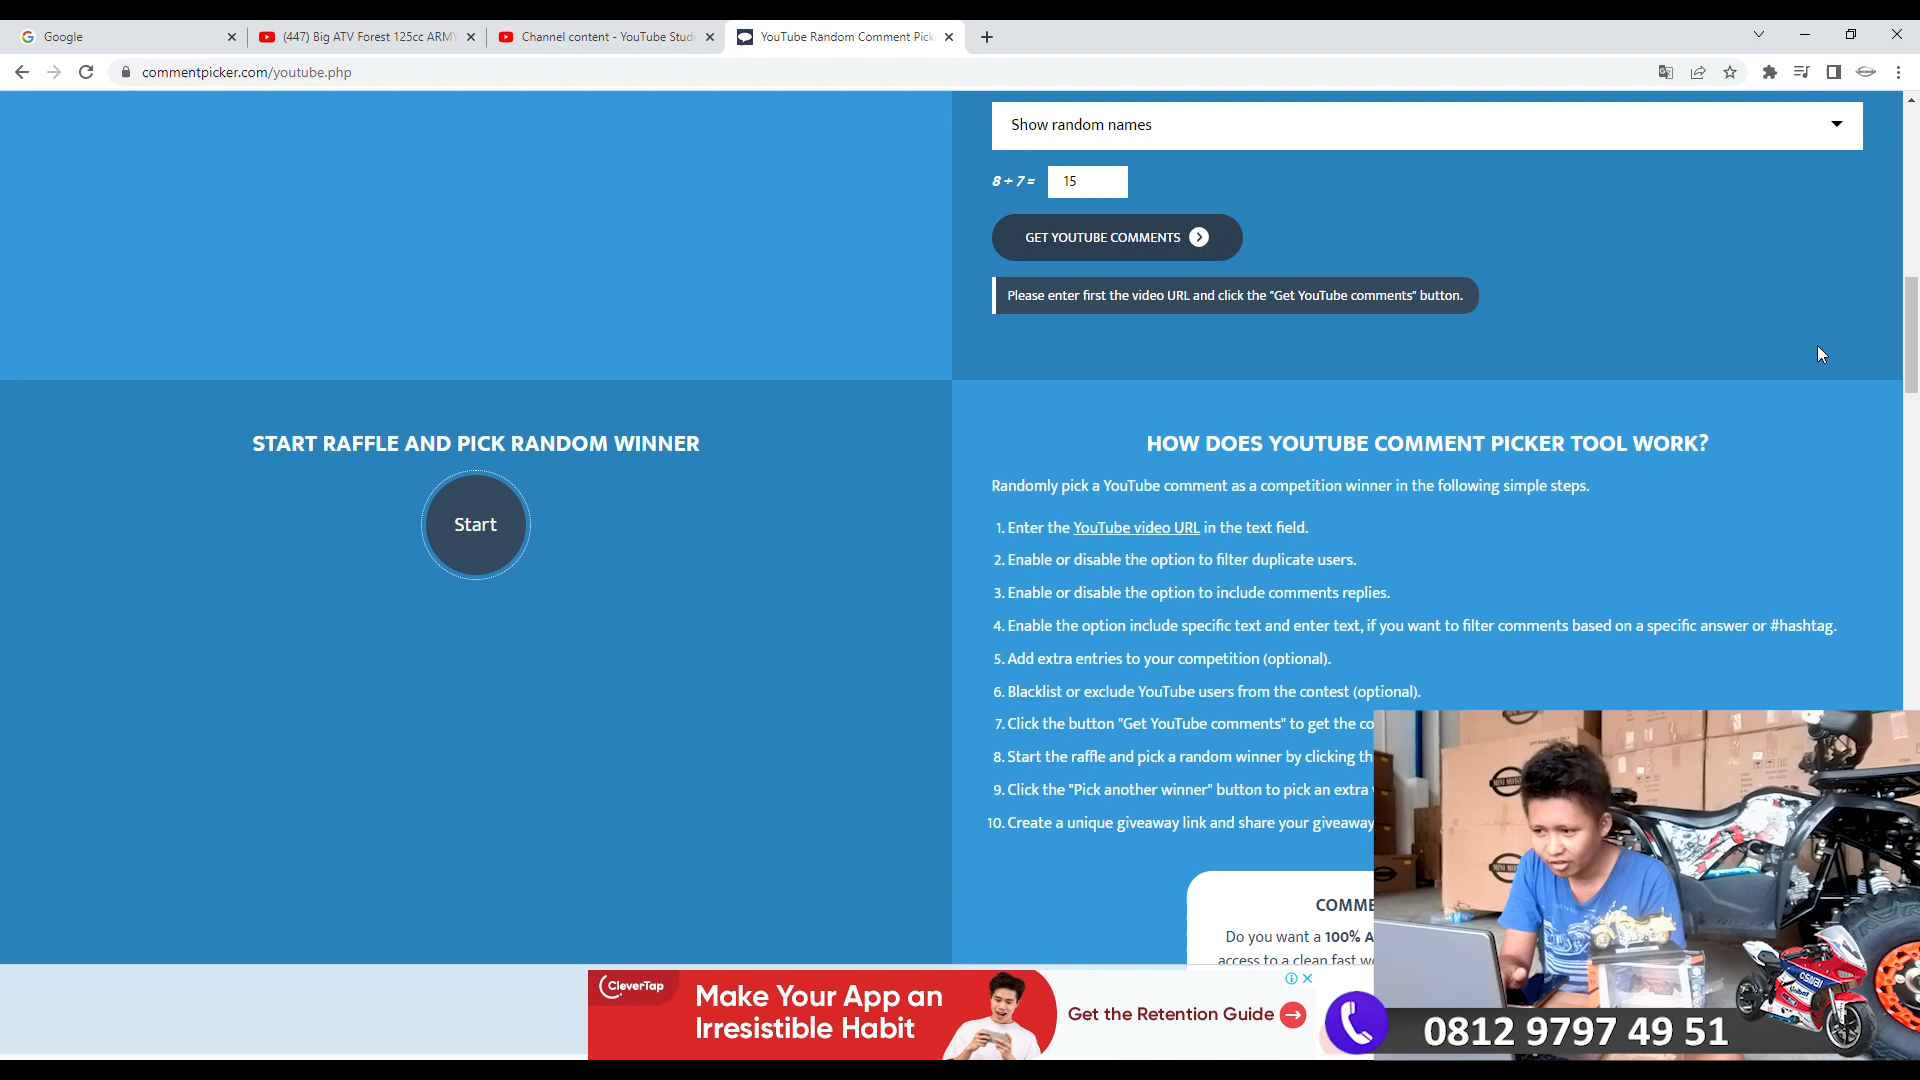 Google
(447) Big ATV Forest 125cc ARMY
Channel content - YouTube Stud
YouTube Random Comment Pick
commentpicker.com/youtube.php
Show random names
8 + 7 =
15
GET YOUTUBE COMMENTS
Please enter first the video URL and click the "Get YouTube comments" button.
START RAFFLE AND PICK RANDOM WINNER
Start
HOW DOES YOUTUBE COMMENT PICKER TOOL WORK?
Randomly pick a YouTube comment as a competition winner in the following simple steps.
1. Enter the YouTube video URL in the text field.
2. Enable or disable the option to filter duplicate users.
3. Enable or disable the option to include comments replies.
4. Enable the option include specific text and enter text, if you want to filter comments based on a specific answer or #hashtag.
5. Add extra entries to your competition (optional).
6. Blacklist or exclude YouTube users from the contest (optional).
7. Click the button "Get YouTube comments" to get the co
8. Start the raffle and pick a random winner by clicking th
9. Click the "Pick another winner" button to pick an extra
10. Create a unique giveaway link and share your giveaway
COMME
Do you want a 100% A
access to a clean fast we
CleverTap
Make Your App an
Irresistible Habit
Get the Retention Guide
0812 9797 49 51